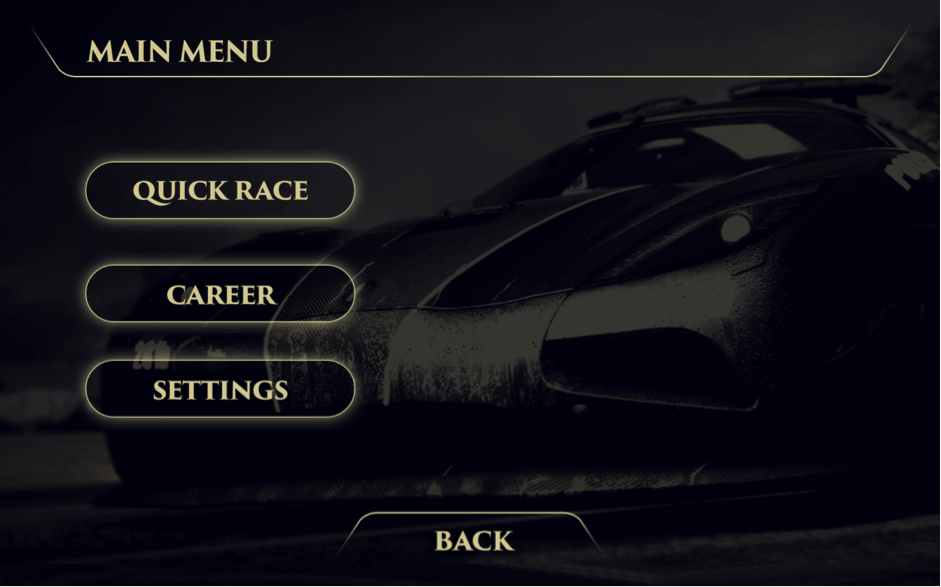 MAIN MENU
QUICK RACE
CAREER
SETTINGS
BACK